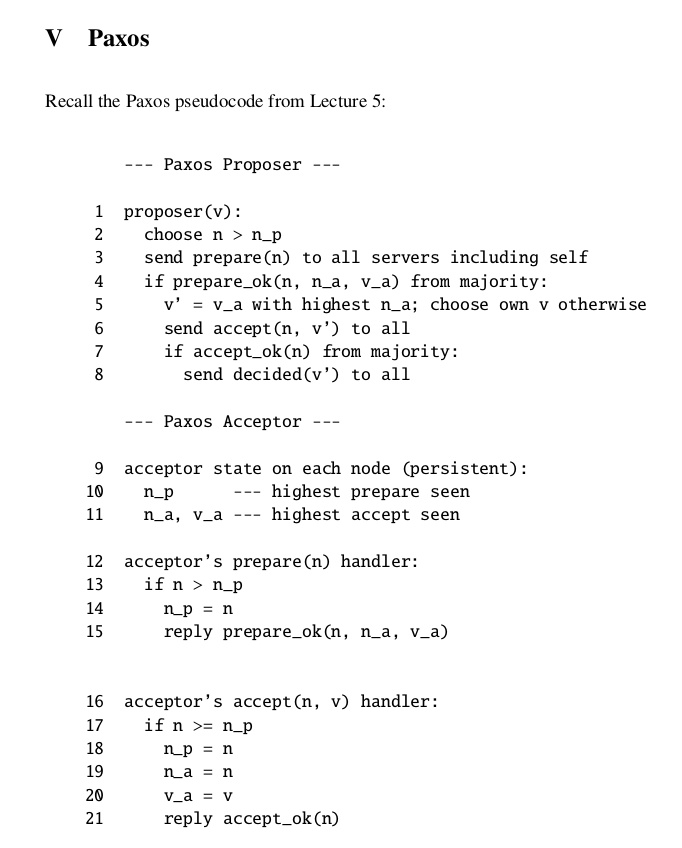 V Paxos
Recall the Paxos pseudocode from Lecture 5:
--- Paxos Proposer ---
1 proposer(v):
2 choose n > n_p
3 send prepare(n) to all servers including self
4 if prepare_ok(n, n_a, v_a) from majority:
5 v’ = v_a with highest n_a; choose own v otherwise
6 send accept(n, v’) to all
7 if accept_ok(n) from majority:
8 send decided(v’) to all
--- Paxos Acceptor ---
9 acceptor state on each node (persistent):
10 n_p --- highest prepare seen
11 n_a, v_a --- highest accept seen
12 acceptor’s prepare(n) handler:
13 if n > n_p
14 n_p = n
15 reply prepare_ok(n, n_a, v_a)
16 acceptor’s accept(n, v) handler:
17 if n >= n_p
18 n_p = n
19 n_a = n
20 v_a = v
21 reply accept_ok(n)